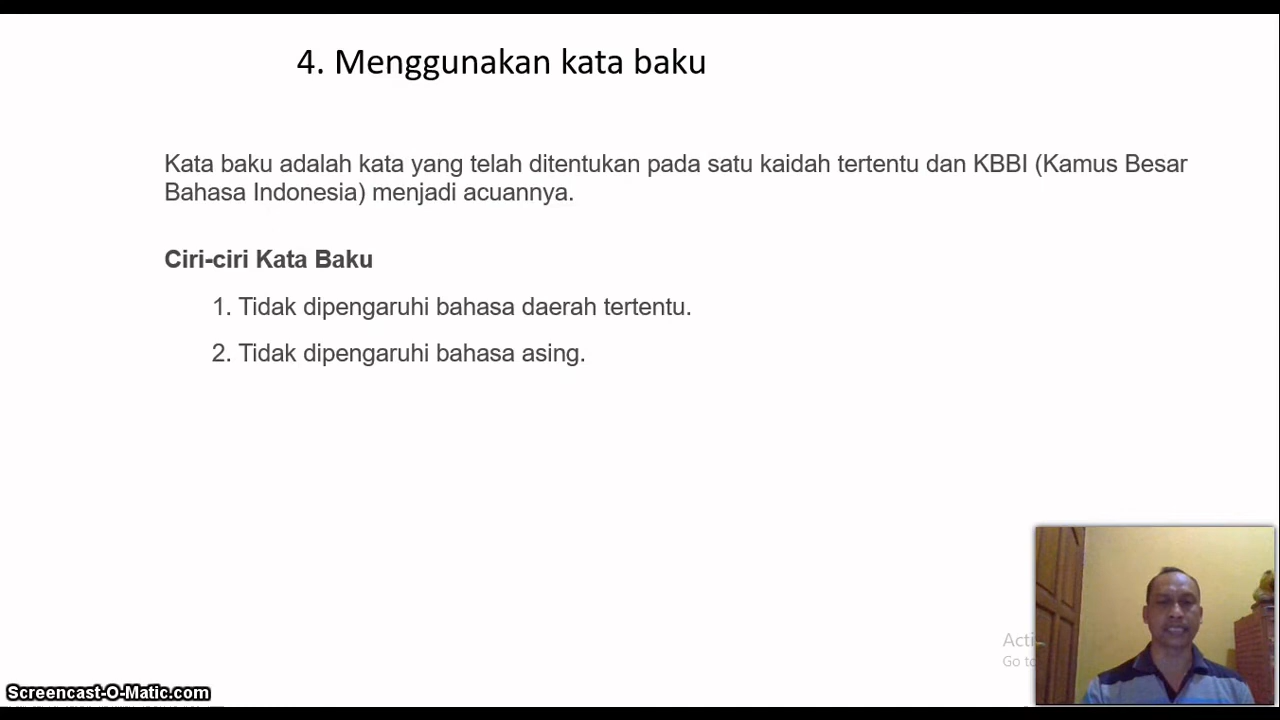 4. Menggunakan kata baku
Kata baku adalah kata yang telah ditentukan pada satu kaidah tertentu dan KBBI (Kamus Besar
Bahasa Indonesia) menjadi acuannya.
Ciri-ciri Kata Baku
1. Tidak dipengaruhi bahasa daerah tertentu.
2. Tidak dipengaruhi bahasa asing.
Go to
Screencast-O-Matic.com